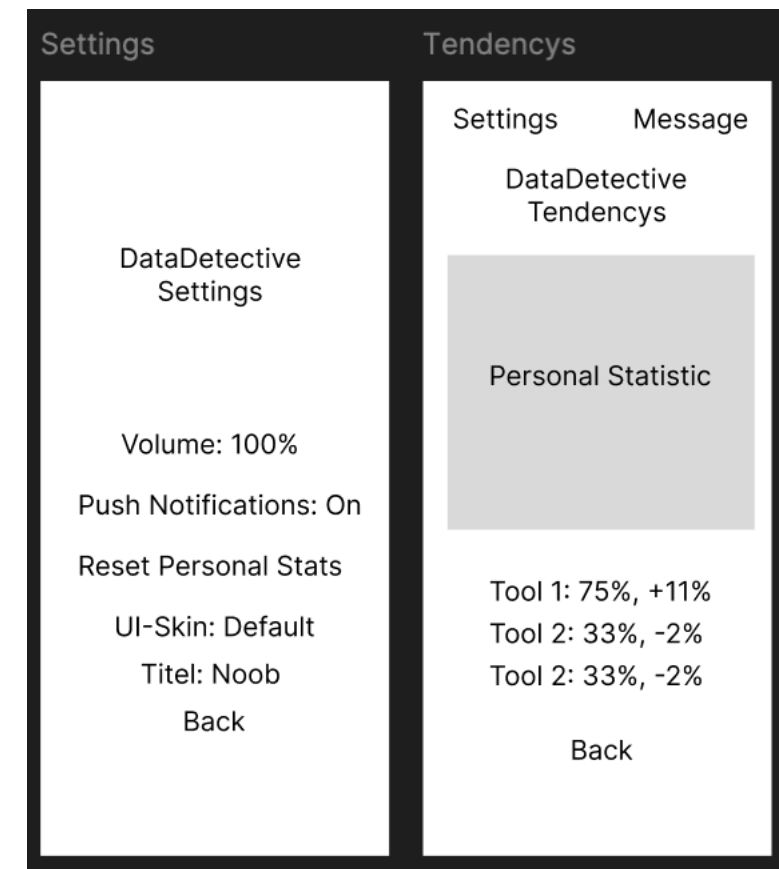 Settings
DataDetective
Settings
Volume: 100%
Push Notifications: On
Reset Personal Stats
UI-Skin: Default
Titel: Noob
Back
Tendencys
Settings
Message
DataDetective
Tendencys
Personal Statistic
Tool 1: 75%, +11%
Tool 2: 33%, -2%
Tool 2: 33%, -2%
Back